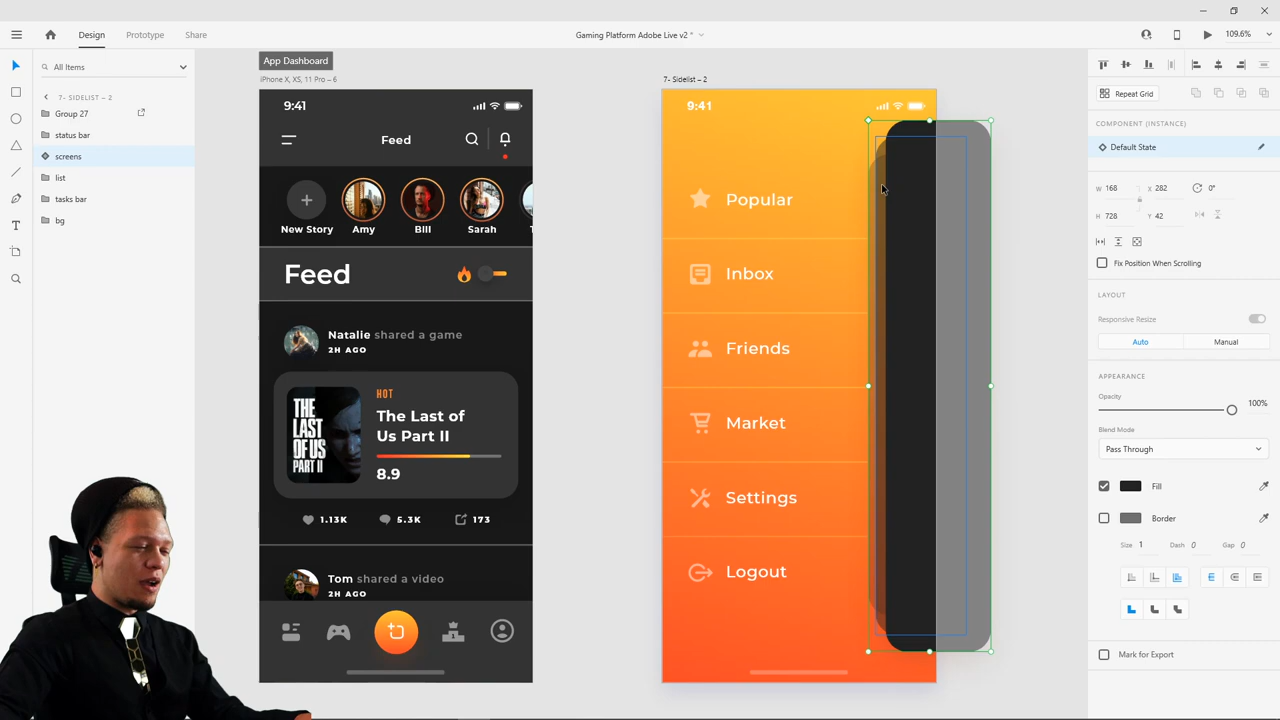 Design
Prototype
Share
Gaming Platform Adobe Live v2 *
109.6%
All Items
7- SIDELIST – 2
Group 27
status bar
screens
list
tasks bar
bg
App Dashboard
iPhone X, XS, 11 Pro – 6
9:41
Feed
New Story
Amy
Bill
Sarah
Feed
Natalie shared a game
2H AGO
THE
LAST
OF US
PART II
HOT
The Last of
Us Part II
8.9
1.13K
5.3K
173
Tom shared a video
2H AGO
7- Sidelist – 2
9:41
Popular
Inbox
Friends
Market
Settings
Logout
Repeat Grid
COMPONENT (INSTANCE)
Default State
W 168
X 282
0°
H 728
Y 42
Fix Position When Scrolling
LAYOUT
Responsive Resize
Auto
Manual
APPEARANCE
Opacity
100%
Blend Mode
Pass Through
Fill
Border
Size 1
Dash 0
Gap 0
Mark for Export